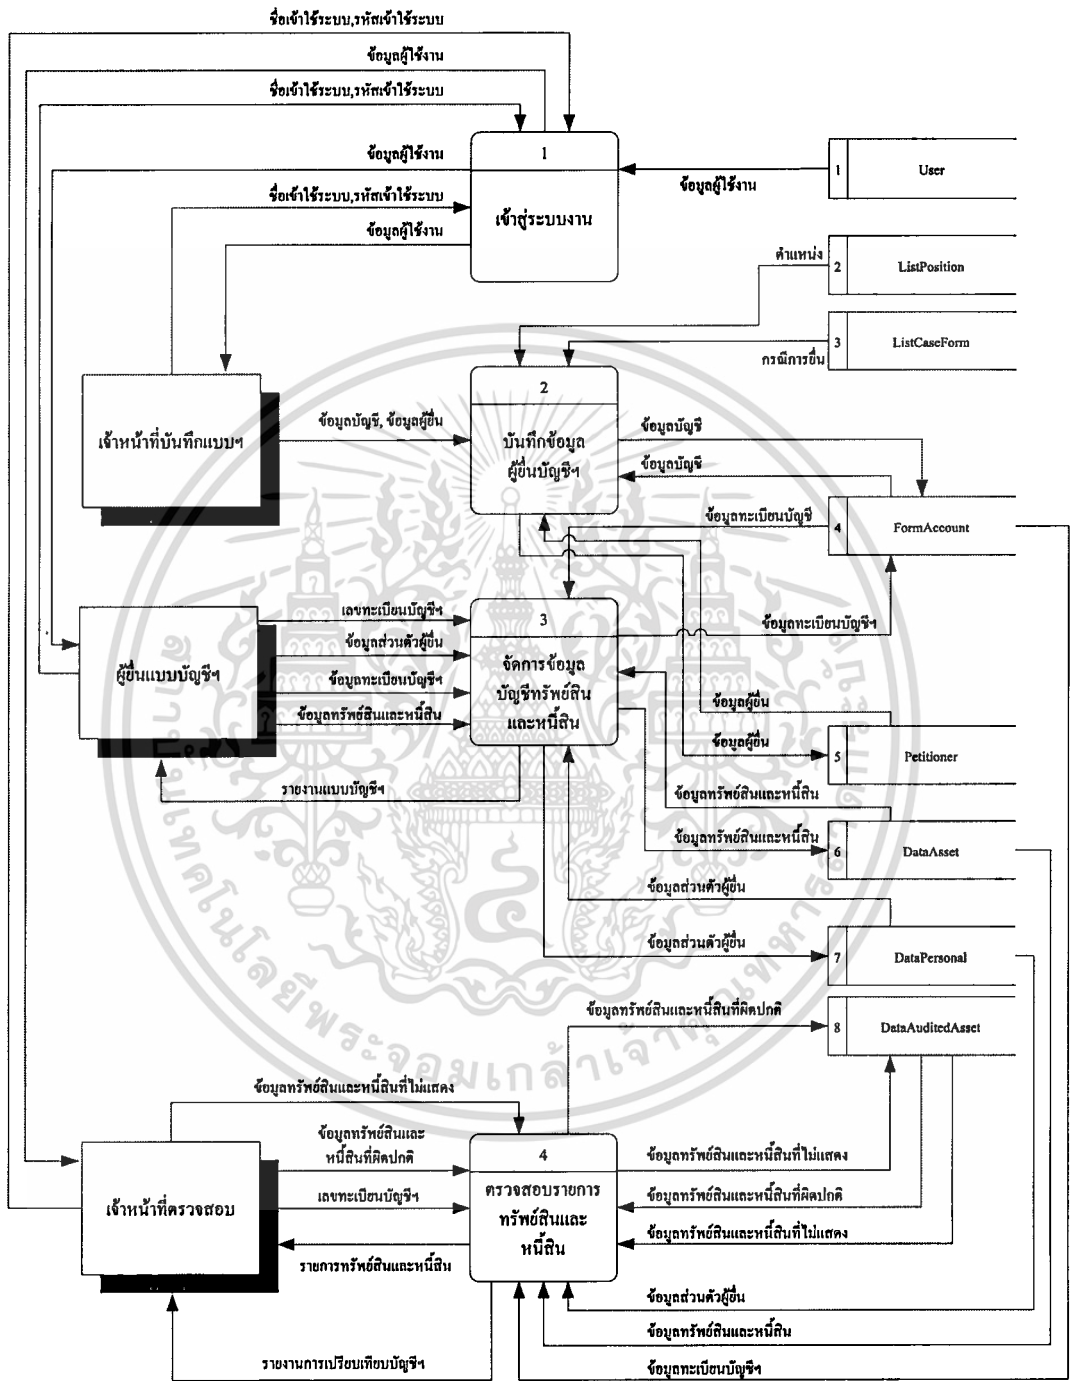 ชื่อเข้าใช้ระบบ,รหัสเข้าใช้ระบบ
ข้อมูลผู้ใช้งาน
ชื่อเข้าใช้ระบบ,รหัสเข้าใช้ระบบ
ข้อมูลผู้ใช้งาน
ชื่อเข้าใช้ระบบ,รหัสเข้าใช้ระบบ
ข้อมูลผู้ใช้งาน
1
เข้าสู่ระบบงาน
ข้อมูลผู้ใช้งาน
1 User
ตำแหน่ง
2 ListPosition
กรณีการยื่น
3 ListCaseForm
เจ้าหน้าที่บันทึกแบบฯ
ข้อมูลบัญชี, ข้อมูลผู้ยื่น
2
บันทึกข้อมูล
ผู้ยื่นบัญชีฯ
ข้อมูลบัญชี
ข้อมูลบัญชี
ข้อมูลทะเบียนบัญชี
4 FormAccount
ผู้ยื่นแบบบัญชีฯ
เลขทะเบียนบัญชีฯ
ข้อมูลส่วนตัวผู้ยื่น
ข้อมูลทะเบียนบัญชีฯ
ข้อมูลทรัพย์สินและหนี้สิน
3
จัดการข้อมูล
บัญชีทรัพย์สิน
และหนี้สิน
ข้อมูลทะเบียนบัญชีฯ
ข้อมูลผู้ยื่น
ข้อมูลผู้ยื่น
5 Petitioner
รายงานแบบบัญชีฯ
ข้อมูลทรัพย์สินและหนี้สิน
ข้อมูลทรัพย์สินและหนี้สิน
6 DataAsset
ข้อมูลส่วนตัวผู้ยื่น
ข้อมูลส่วนตัวผู้ยื่น
7 DataPersonal
ข้อมูลทรัพย์สินและหนี้สินที่ผิดปกติ
8 DataAuditedAsset
ข้อมูลทรัพย์สินและหนี้สินที่ไม่แสดง
ข้อมูลทรัพย์สินและ
หนี้สินที่ผิดปกติ
เลขทะเบียนบัญชีฯ
รายการทรัพย์สินและหนี้สิน
เจ้าหน้าที่ตรวจสอบ
4
ตรวจสอบรายการ
ทรัพย์สินและ
หนี้สิน
ข้อมูลทรัพย์สินและหนี้สินที่ไม่แสดง
ข้อมูลทรัพย์สินและหนี้สินที่ผิดปกติ
ข้อมูลทรัพย์สินและหนี้สินที่ไม่แสดง
ข้อมูลส่วนตัวผู้ยื่น
ข้อมูลทรัพย์สินและหนี้สิน
ข้อมูลทะเบียนบัญชีฯ
รายงานการเปรียบเทียบบัญชีฯ